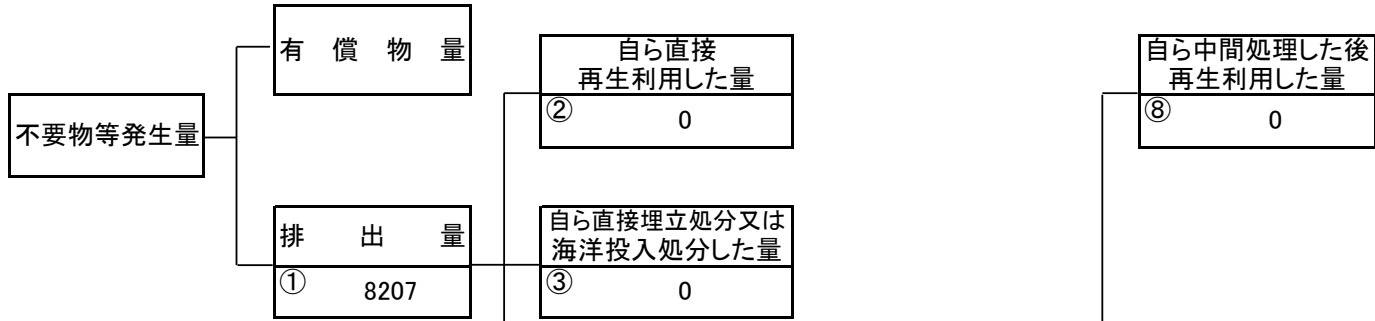 不要物等発生量
有償物量
排出量
① 8207
自ら直接
再生利用した量
② 0
自ら直接埋立処分又は
海洋投入処分した量
③ 0
自ら中間処理した後
再生利用した量
⑧ 0